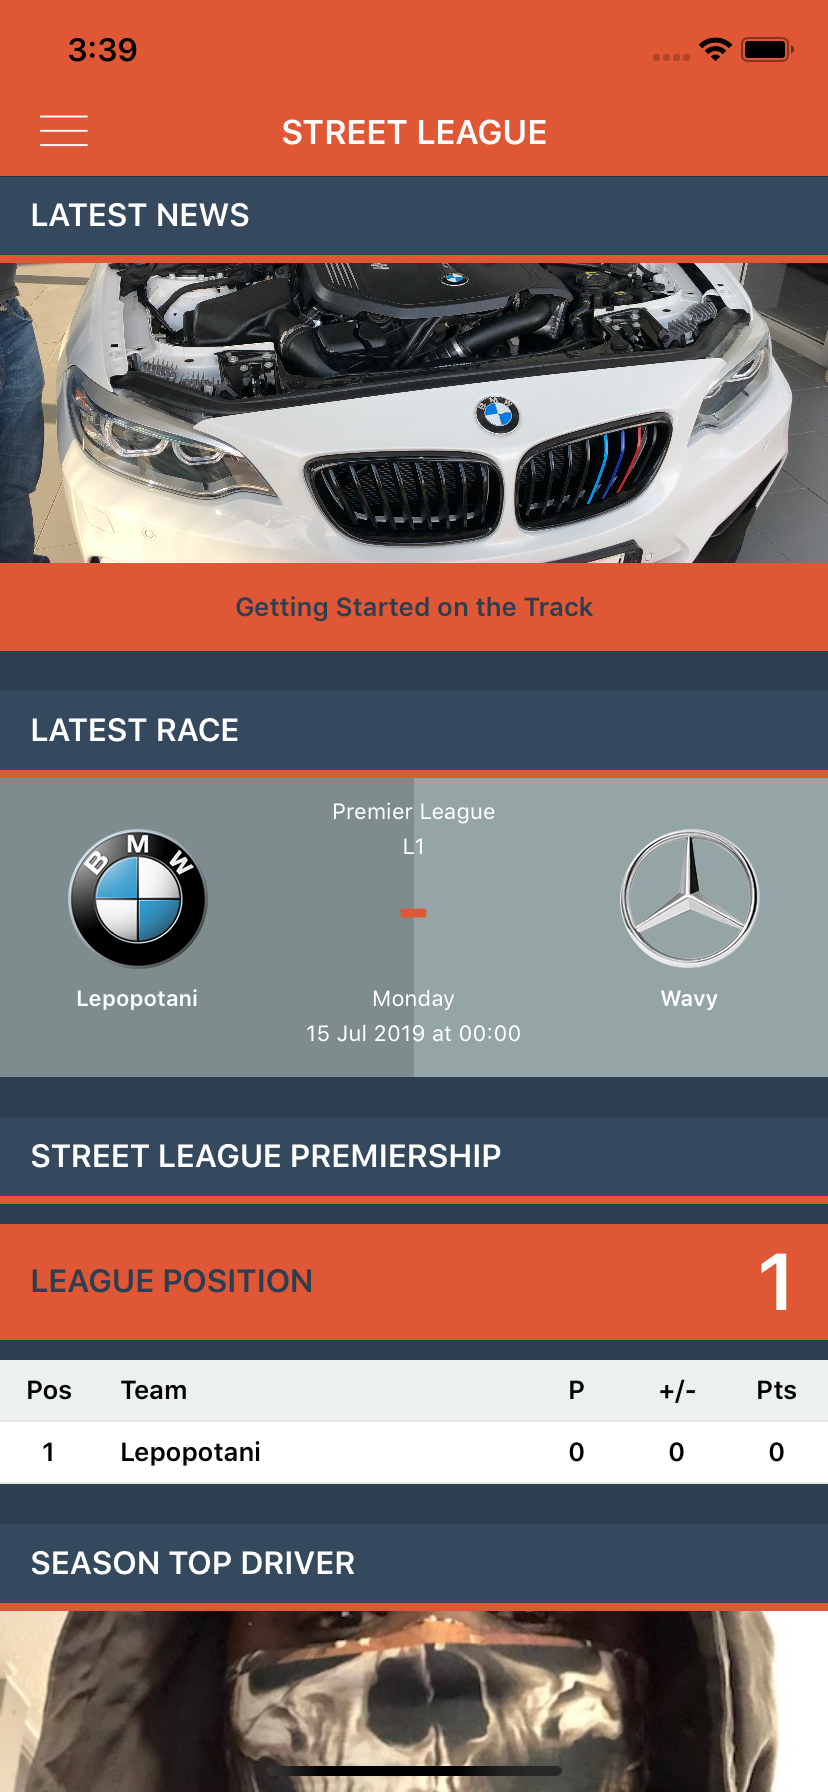 3:39
STREET LEAGUE
LATEST NEWS
BMW
Getting Started on the Track
LATEST RACE
Premier League
L1
BMW
-
Lepopotani
Monday
Wavy
15 Jul 2019 at 00:00
STREET LEAGUE PREMIERSHIP
LEAGUE POSITION 1
Pos Team P +/- Pts
1 Lepopotani 0 0 0
SEASON TOP DRIVER